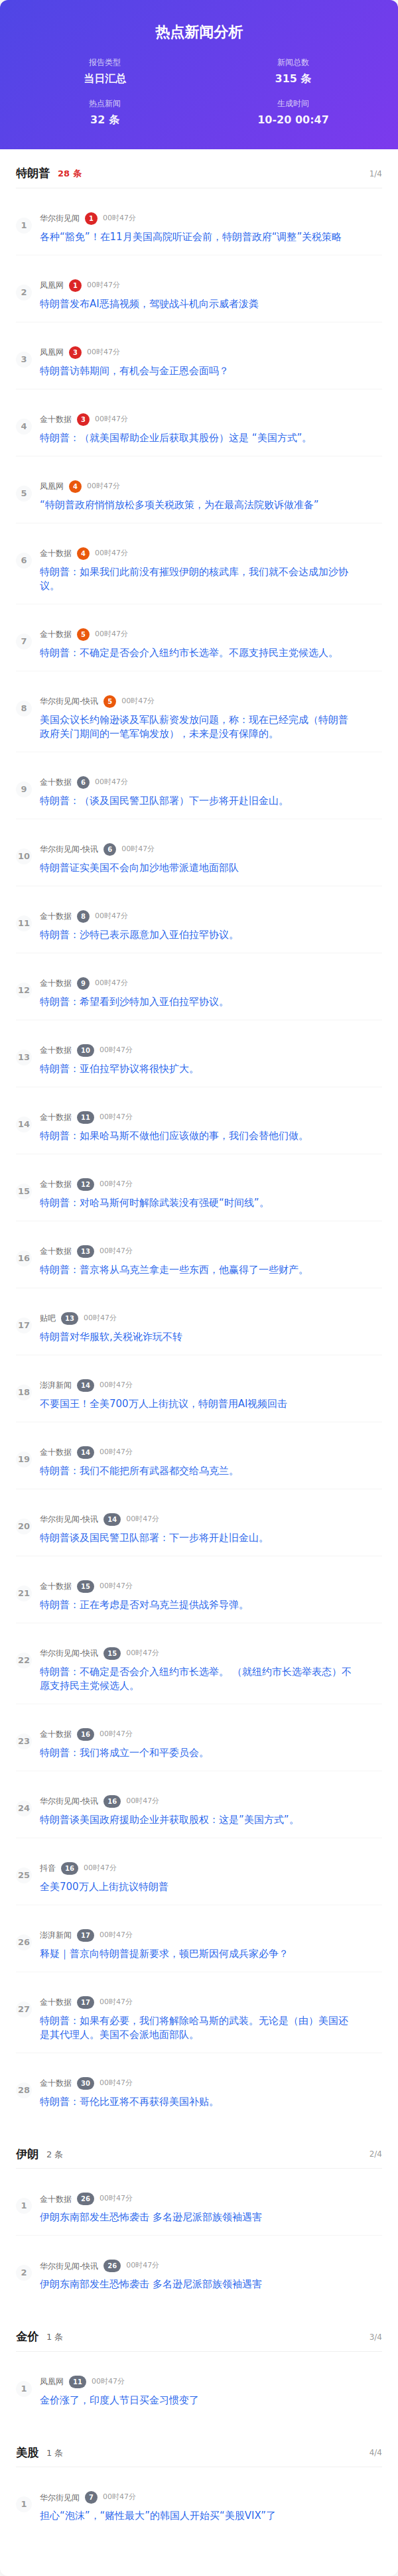 热点新闻分析
报告类型 新闻总数
当日汇总 315 条
热点新闻 生成时间
32 条 10-20 00:47
特朗普 28 条 1/4
华尔街见闻 1 00时47分
1 各种“豁免”！在11月美国高院听证会前，特朗普政府“调整”关税策略
凤凰网 1 00时47分
2 特朗普发布AI恶搞视频，驾驶战斗机向示威者泼粪
凤凰网 3 00时47分
3 特朗普访韩期间，有机会与金正恩会面吗？
金十数据 3 00时47分
4 特朗普：（就美国帮助企业后获取其股份）这是 “美国方式”。
凤凰网 4 00时47分
5 “特朗普政府悄悄放松多项关税政策，为在最高法院败诉做准备”
金十数据 4 00时47分
6 特朗普：如果我们此前没有摧毁伊朗的核武库，我们就不会达成加沙协
议。
金十数据 5 00时47分
7 特朗普：不确定是否会介入纽约市长选举。不愿支持民主党候选人。
华尔街见闻-快讯 5 00时47分
8 美国众议长约翰逊谈及军队薪资发放问题，称：现在已经完成（特朗普
政府关门期间的一笔军饷发放），未来是没有保障的。
金十数据 6 00时47分
9 特朗普：（谈及国民警卫队部署）下一步将开赴旧金山。
华尔街见闻-快讯 6 00时47分
10 特朗普证实美国不会向加沙地带派遣地面部队
金十数据 8 00时47分
11 特朗普：沙特已表示愿意加入亚伯拉罕协议。
金十数据 9 00时47分
12 特朗普：希望看到沙特加入亚伯拉罕协议。
金十数据 10 00时47分
13 特朗普：亚伯拉罕协议将很快扩大。
金十数据 11 00时47分
14 特朗普：如果哈马斯不做他们应该做的事，我们会替他们做。
金十数据 12 00时47分
15 特朗普：对哈马斯何时解除武装没有强硬“时间线”。
金十数据 13 00时47分
16 特朗普：普京将从乌克兰拿走一些东西，他赢得了一些财产。
贴吧 13 00时47分
17 特朗普对华服软,关税讹诈玩不转
澎湃新闻 14 00时47分
18 不要国王！全美700万人上街抗议，特朗普用AI视频回击
金十数据 14 00时47分
19 特朗普：我们不能把所有武器都交给乌克兰。
华尔街见闻-快讯 14 00时47分
20 特朗普谈及国民警卫队部署：下一步将开赴旧金山。
金十数据 15 00时47分
21 特朗普：正在考虑是否对乌克兰提供战斧导弹。
华尔街见闻-快讯 15 00时47分
22 特朗普：不确定是否会介入纽约市长选举。 （就纽约市长选举表态）不
愿支持民主党候选人。
金十数据 16 00时47分
23 特朗普：我们将成立一个和平委员会。
华尔街见闻-快讯 16 00时47分
24 特朗普谈美国政府援助企业并获取股权：这是”美国方式”。
抖音 16 00时47分
25 全美700万人上街抗议特朗普
澎湃新闻 17 00时47分
26 释疑｜普京向特朗普提新要求，顿巴斯因何成兵家必争？
金十数据 17 00时47分
27 特朗普：如果有必要，我们将解除哈马斯的武装。无论是（由）美国还
是其代理人。美国不会派地面部队。
金十数据 30 00时47分
28 特朗普：哥伦比亚将不再获得美国补贴。
伊朗 2 条 2/4
金十数据 26 00时47分
1 伊朗东南部发生恐怖袭击 多名逊尼派部族领袖遇害
华尔街见闻-快讯 26 00时47分
2 伊朗东南部发生恐怖袭击 多名逊尼派部族领袖遇害
金价 1 条 3/4
凤凰网 11 00时47分
1 金价涨了，印度人节日买金习惯变了
美股 1 条 4/4
华尔街见闻 7 00时47分
1 担心“泡沫”，“赌性最大”的韩国人开始买“美股VIX”了